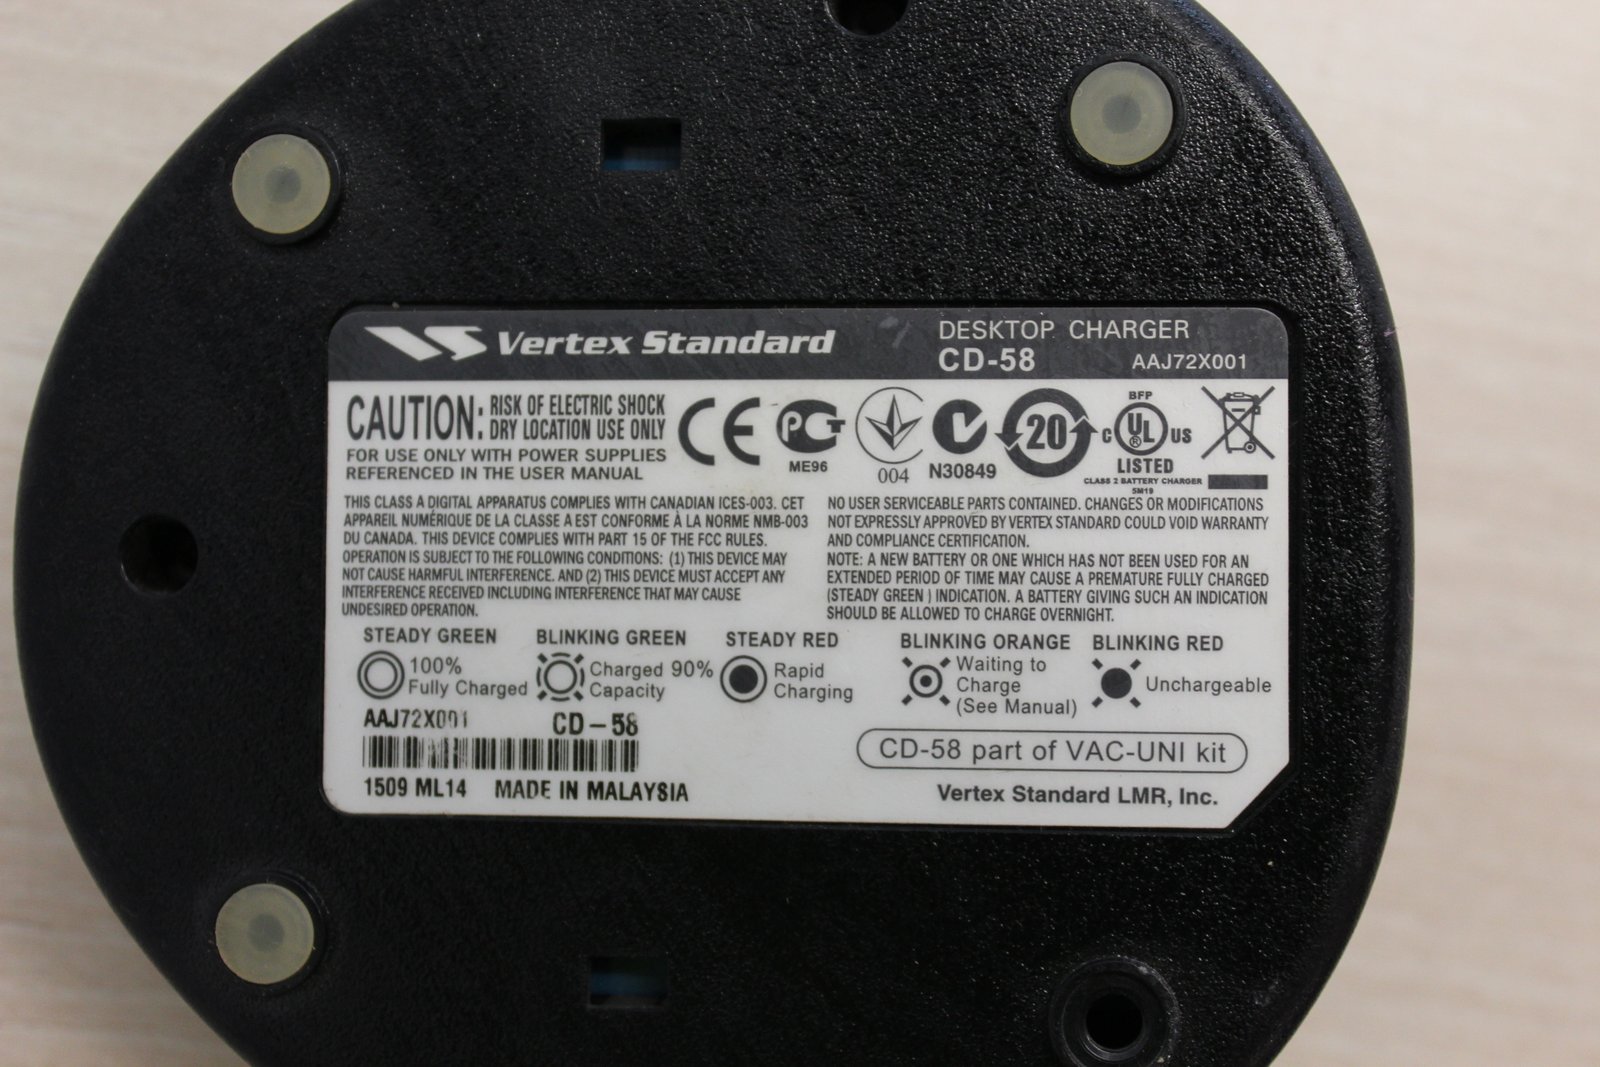 VS Vertex Standard
DESKTOP CHARGER
CD-58 AAJ72X001
CAUTION: RISK OF ELECTRIC SHOCK
DRY LOCATION USE ONLY
FOR USE ONLY WITH POWER SUPPLIES
REFERENCED IN THE USER MANUAL
CE
PCT
ME96
004
N30849
20
BFP
C UL US
®
LISTED
CLASS 2 BATTERY CHARGER
5M19
THIS CLASS A DIGITAL APPARATUS COMPLIES WITH CANADIAN ICES-003. CET
APPAREIL NUMÉRIQUE DE LA CLASSE A EST CONFORME À LA NORME NMB-003
DU CANADA. THIS DEVICE COMPLIES WITH PART 15 OF THE FCC RULES.
OPERATION IS SUBJECT TO THE FOLLOWING CONDITIONS: (1) THIS DEVICE MAY
NOT CAUSE HARMFUL INTERFERENCE. AND (2) THIS DEVICE MUST ACCEPT ANY
INTERFERENCE RECEIVED INCLUDING INTERFERENCE THAT MAY CAUSE
UNDESIRED OPERATION.
NO USER SERVICEABLE PARTS CONTAINED. CHANGES OR MODIFICATIONS
NOT EXPRESSLY APPROVED BY VERTEX STANDARD COULD VOID WARRANTY
AND COMPLIANCE CERTIFICATION.
NOTE: A NEW BATTERY OR ONE WHICH HAS NOT BEEN USED FOR AN
EXTENDED PERIOD OF TIME MAY CAUSE A PREMATURE FULLY CHARGED
(STEADY GREEN ) INDICATION. A BATTERY GIVING SUCH AN INDICATION
SHOULD BE ALLOWED TO CHARGE OVERNIGHT.
STEADY GREEN
100%
Fully Charged
BLINKING GREEN
Charged 90%
Capacity
STEADY RED
Rapid
Charging
BLINKING ORANGE
Waiting to
Charge
(See Manual)
BLINKING RED
Unchargeable
AAJ72X001 CD-58
1509 ML14 MADE IN MALAYSIA
CD-58 part of VAC-UNI kit
Vertex Standard LMR, Inc.